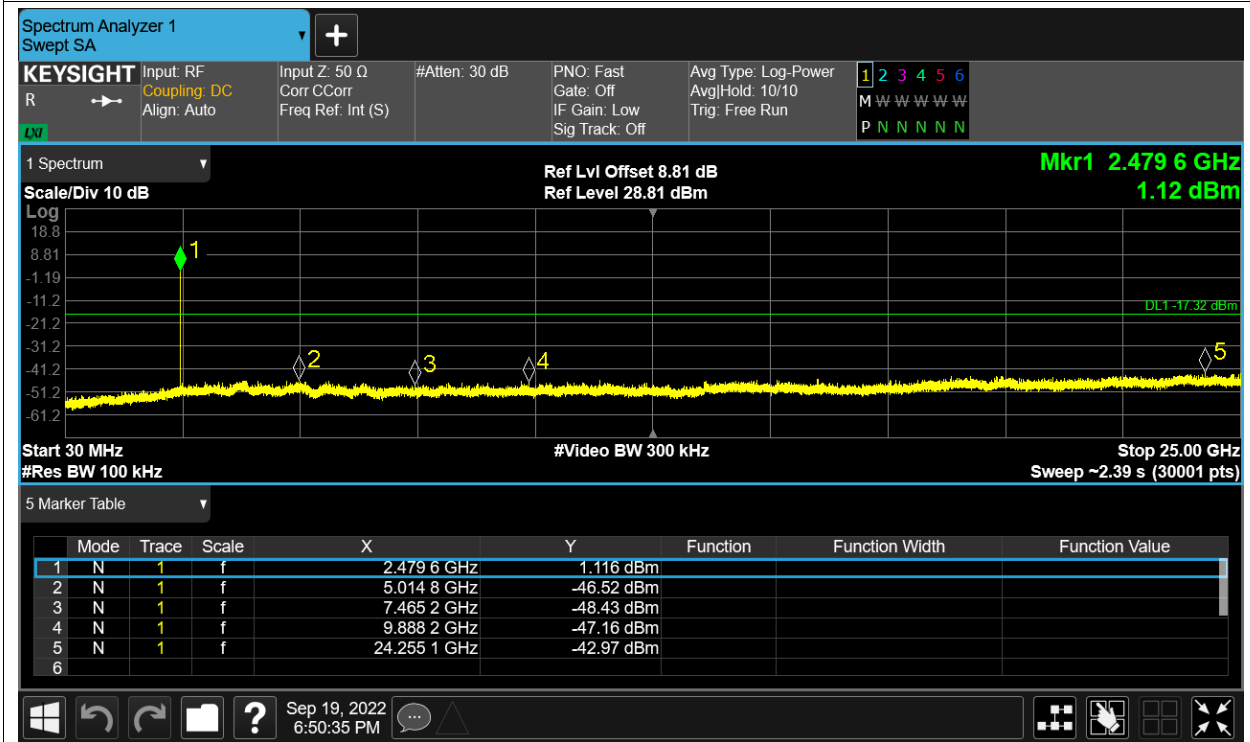 Spectrum Analyzer 1
Swept SA
KEYSIGHT
R
LXI
Input: RF
Coupling: DC
Align: Auto
Input Z: 50 Ω
Corr CCorr
Freq Ref: Int (S)
#Atten: 30 dB
PNO: Fast
Gate: Off
IF Gain: Low
Sig Track: Off
Avg Type: Log-Power
Avg|Hold: 10/10
Trig: Free Run
1 2 3 4 5 6
M W W W W W
P N N N N N
1 Spectrum
Scale/Div 10 dB
Ref Lvl Offset 8.81 dB
Ref Level 28.81 dBm
Mkr1 2.479 6 GHz
1.12 dBm
Log
18.8
8.81
-1.19
-11.2
-21.2
-31.2
-41.2
-51.2
-61.2
1
2
3
4
5
DL1 -17.32 dBm
Start 30 MHz
#Video BW 300 kHz
Stop 25.00 GHz
#Res BW 100 kHz
Sweep ~2.39 s (30001 pts)
5 Marker Table
Mode Trace Scale X Y Function Function Width Function Value
1 N 1 f 2.479 6 GHz 1.116 dBm
2 N 1 f 5.014 8 GHz -46.52 dBm
3 N 1 f 7.465 2 GHz -48.43 dBm
4 N 1 f 9.888 2 GHz -47.16 dBm
5 N 1 f 24.255 1 GHz -42.97 dBm
6
?
Sep 19, 2022
6:50:35 PM